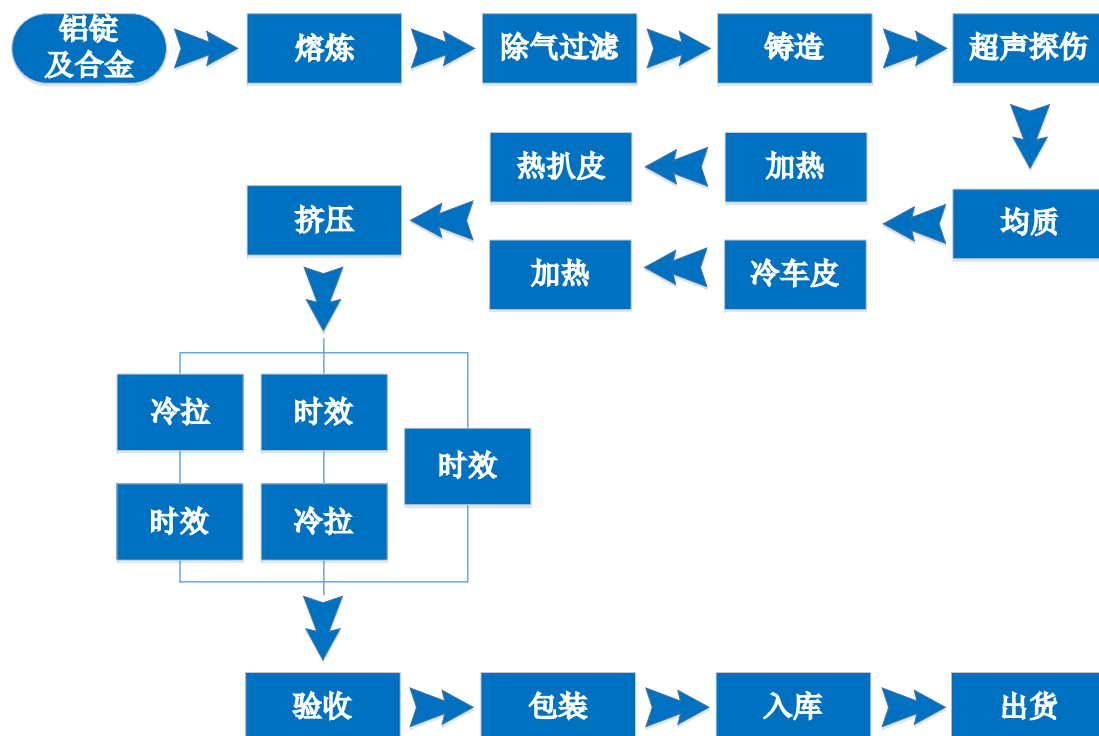 铝锭
及合金
熔炼
除气过滤
铸造
超声探伤
热扒皮
加热
挤压
均质
加热
冷车皮
冷拉
时效
时效
时效
冷拉
验收
包装
入库
出货